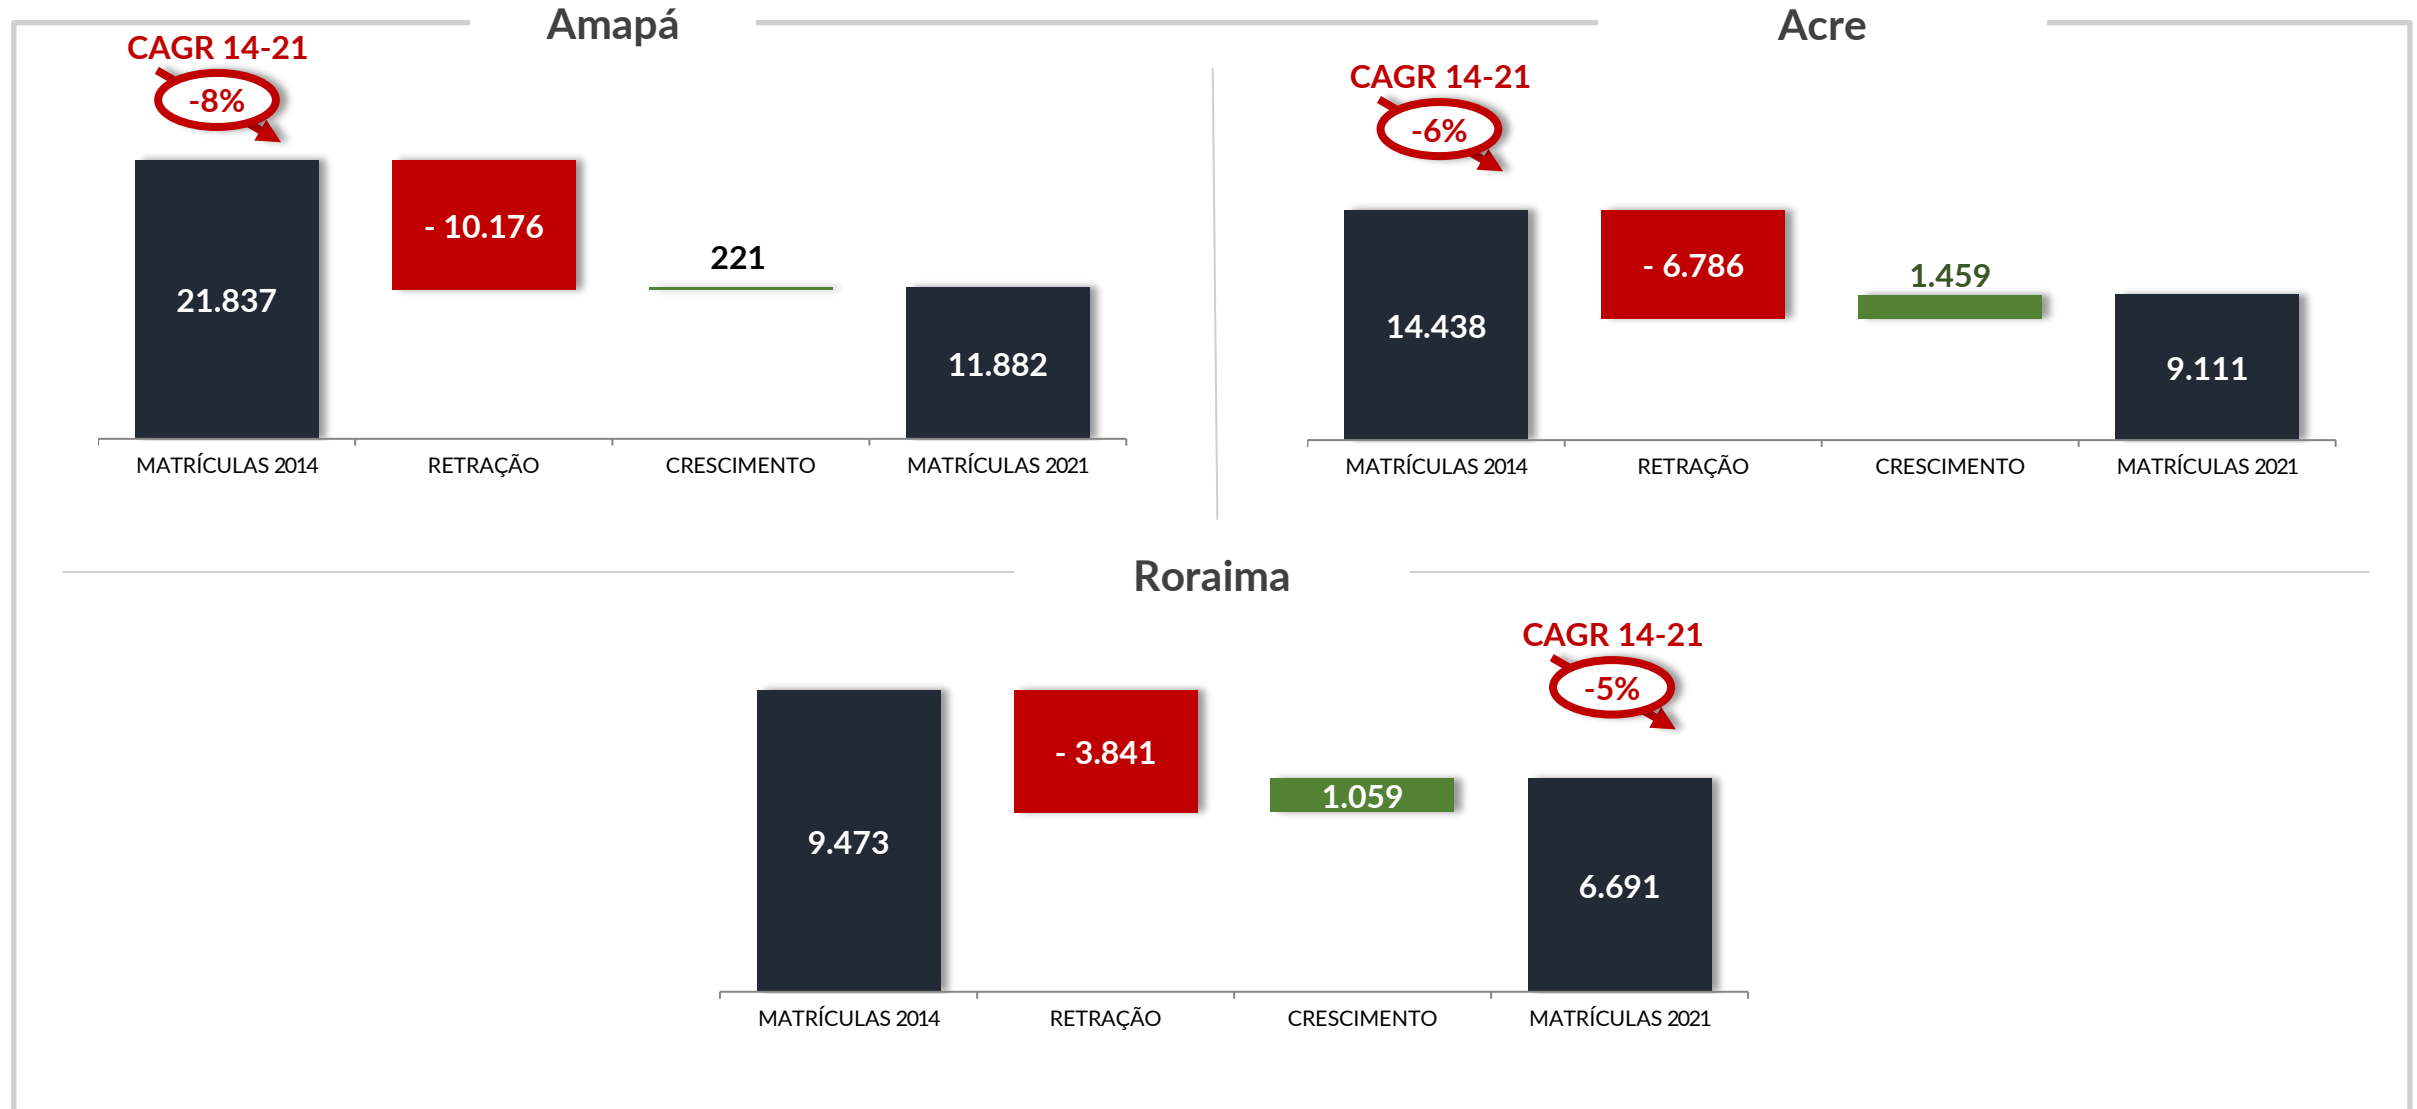 Amapá
CAGR 14-21
-8%
21.837
- 10.176
221
11.882
MATRÍCULAS 2014
RETRAÇÃO
CRESCIMENTO
MATRÍCULAS 2021
Acre
CAGR 14-21
-6%
14.438
- 6.786
1.459
9.111
MATRÍCULAS 2014
RETRAÇÃO
CRESCIMENTO
MATRÍCULAS 2021
Roraima
CAGR 14-21
-5%
9.473
- 3.841
1.059
6.691
MATRÍCULAS 2014
RETRAÇÃO
CRESCIMENTO
MATRÍCULAS 2021